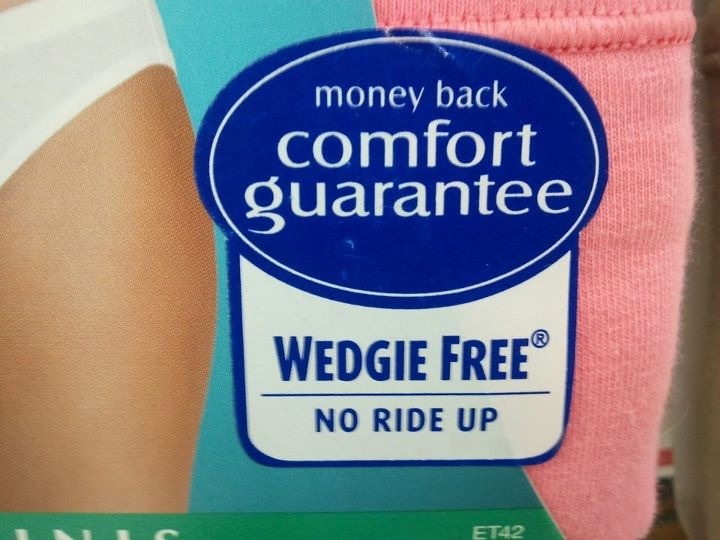 money back
comfort
guarantee
WEDGIE FREE®
NO RIDE UP
ET42